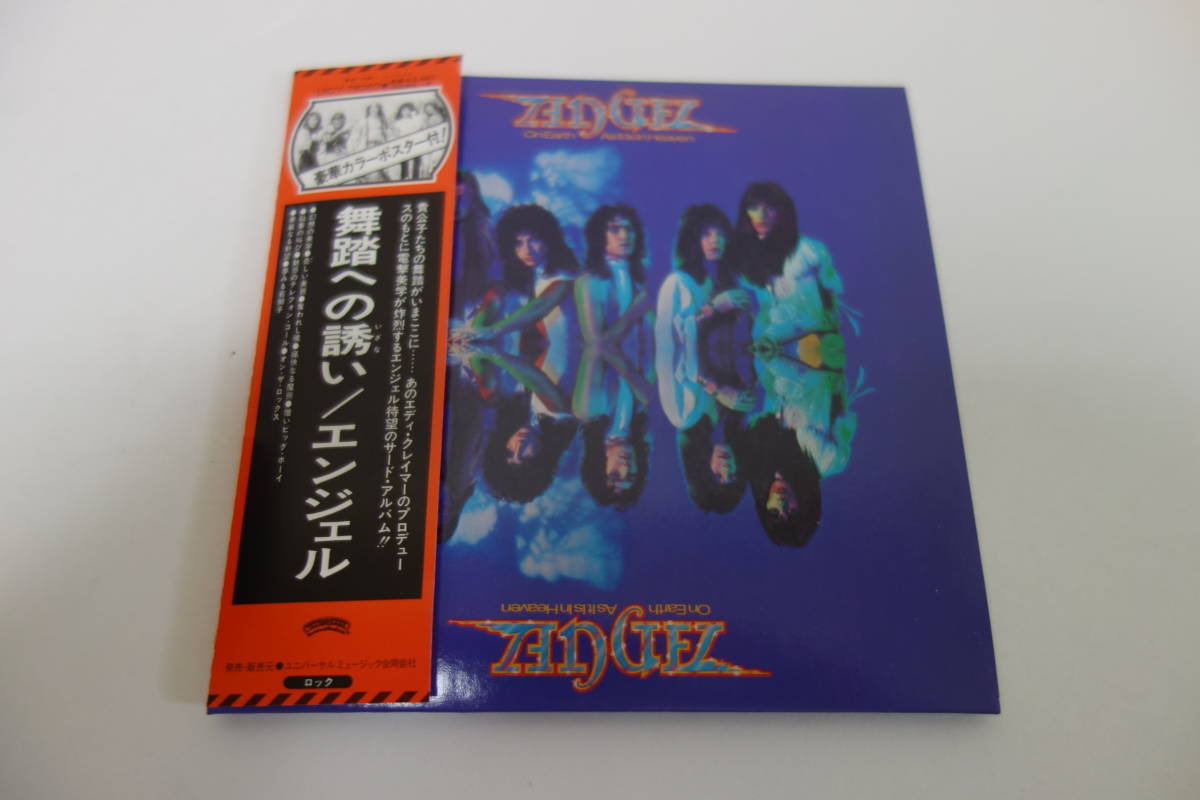 豪華カラーポスター付!
舞踏への誘い/エンジェル
いざな
貴公子たちの舞踏がいまここに…… あのエディ・クレイマーのプロデュー
スのもとに電撃美学が炸裂するエンジェル待望のサード・アルバム!!
発売・販売元●ユニバーサル ミュージック合同会社
ロック
ANGEL
On Earth As It Is In Heaven
On Earth As It Is In Heaven
ANGEL